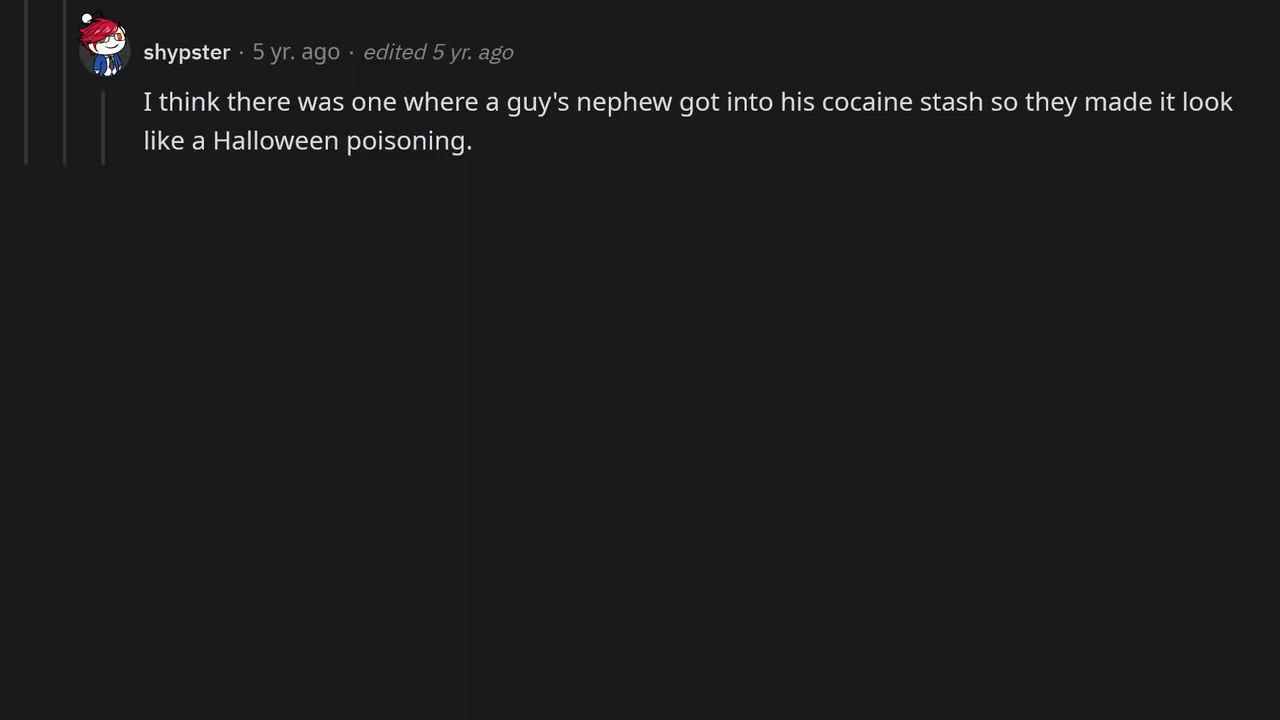 shypster · 5 yr. ago · edited 5 yr. ago
I think there was one where a guy's nephew got into his cocaine stash so they made it look
like a Halloween poisoning.